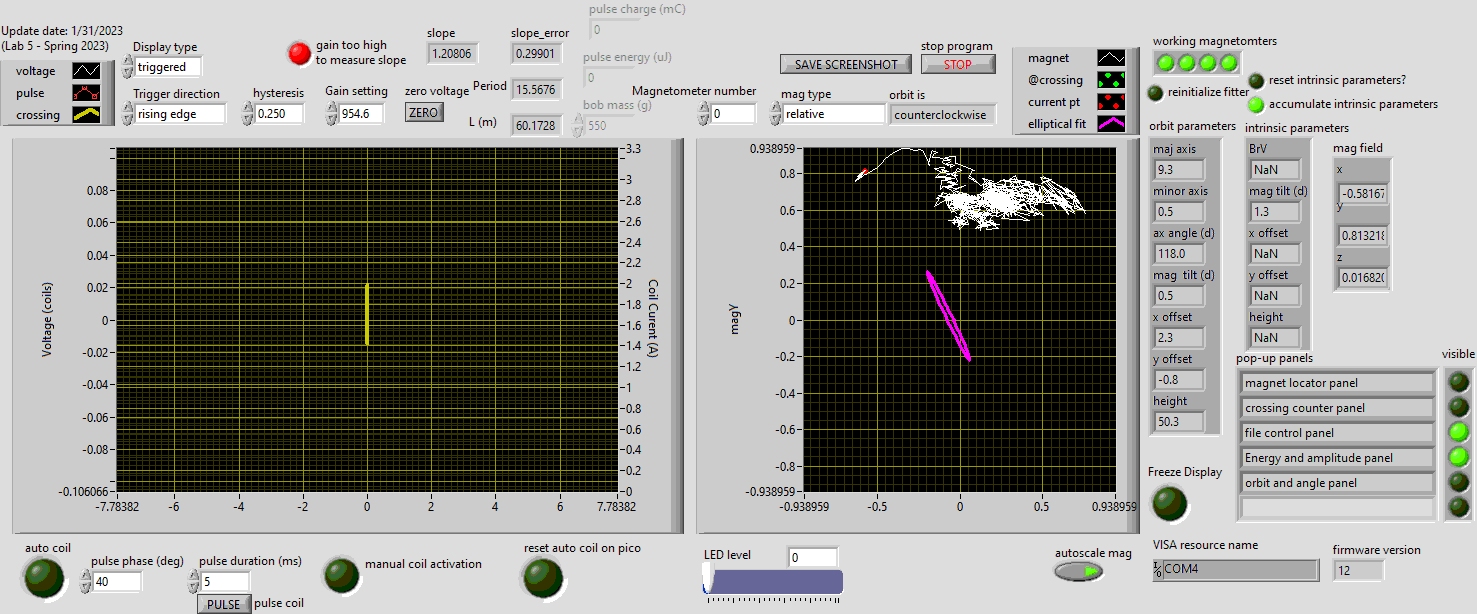 Update date: 1/31/2023
(Lab 5 - Spring 2023)
voltage
pulse
crossing
Display type
triggered
Trigger direction
rising edge
gain too high
to measure slope
hysteresis
0.250
Gain setting
954.6
zero voltage
ZERO
slope
1.20806
slope_error
0.29901
Period
15.5676
L (m)
60.1728
pulse charge (mC)
0
pulse energy (uJ)
0
bob mass (g)
550
Magnetometer number
0
SAVE SCREENSHOT
stop program
STOP
mag type
relative
orbit is
counterclockwise
magnet
@crossing
current pt
elliptical fit
working magnetomters
reinitialize fitter
reset intrinsic parameters?
accumulate intrinsic parameters
orbit parameters
maj axis
9.3
minor axis
0.5
ax angle (d)
118.0
mag tilt (d)
0.5
x offset
2.3
y offset
-0.8
height
50.3
intrinsic parameters
BrV
NaN
mag tilt (d)
1.3
x offset
NaN
y offset
NaN
height
NaN
mag field
x
-0.58167
y
0.813218
z
0.01682(
Voltage (coils)
0.08
0.06
0.04
0.02
0
-0.02
-0.04
-0.06
-0.08
-0.106066
-7.78382
-6
-4
-2
0
2
4
6
7.78382
3.3
3
2.8
2.6
2.4
2.2
2
1.8
1.6
1.4
1.2
1
0.8
0.6
0.4
0.2
0
Coil Curent (A)
magY
0.938959
0.8
0.6
0.4
0.2
0
-0.2
-0.4
-0.6
-0.8
-0.938959
-0.938959
-0.5
0
0.5
0.938959
pop-up panels
visible
magnet locator panel
crossing counter panel
file control panel
Energy and amplitude panel
orbit and angle panel
Freeze Display
auto coil
pulse phase (deg)
40
pulse duration (ms)
5
PULSE
pulse coil
manual coil activation
reset auto coil on pico
LED level
0
autoscale mag
VISA resource name
COM4
firmware version
12